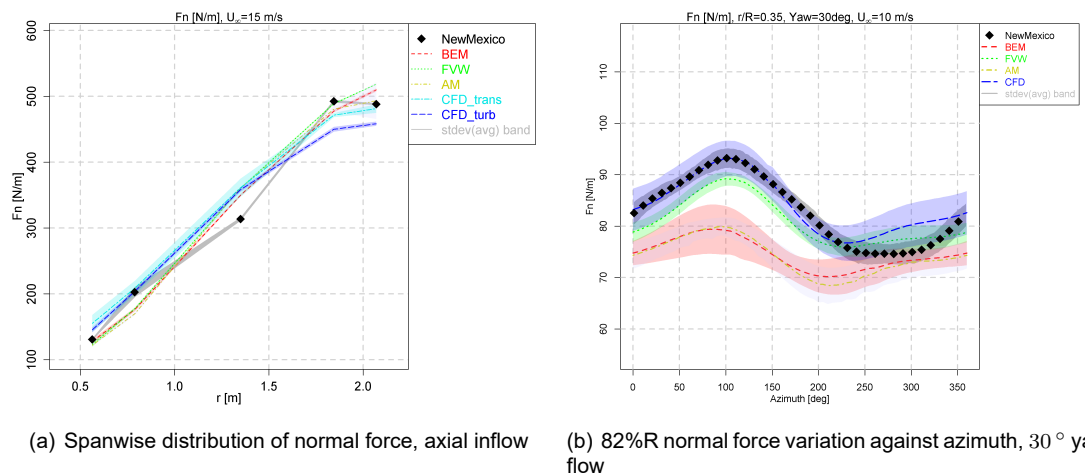 Fn [N/m], U∞=15 m/s
Fn [N/m]
600
500
400
300
200
100
0.5
1.0
1.5
2.0
r [m]
NewMexico
BEM
FVW
AM
CFD_trans
CFD_turb
stdev(avg) band
(a) Spanwise distribution of normal force, axial inflow
Fn [N/m], r/R=0.35, Yaw=30deg, U∞=10 m/s
Fn [N/m]
110
100
90
80
70
60
0
50
100
150
200
250
300
350
Azimuth [deg]
NewMexico
BEM
FVW
AM
CFD
stdev(avg) band
(b) 82%R normal force variation against azimuth, 30° ya
flow